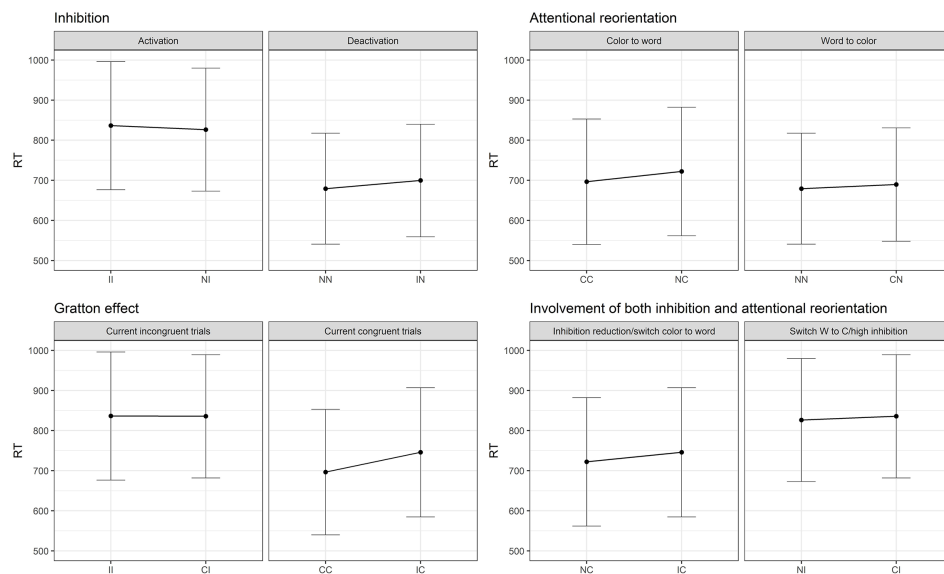 Inhibition
Activation
Deactivation
1000
900
800
700
600
500
RT
II
NI
NN
IN
Attentional reorientation
Color to word
Word to color
1000
900
800
700
600
500
RT
CC
NC
NN
CN
Gratton effect
Current incongruent trials
Current congruent trials
1000
900
800
700
600
500
RT
II
CI
CC
IC
Involvement of both inhibition and attentional reorientation
Inhibition reduction/switch color to word
Switch W to C/high inhibition
1000
900
800
700
600
500
RT
NC
IC
NI
CI